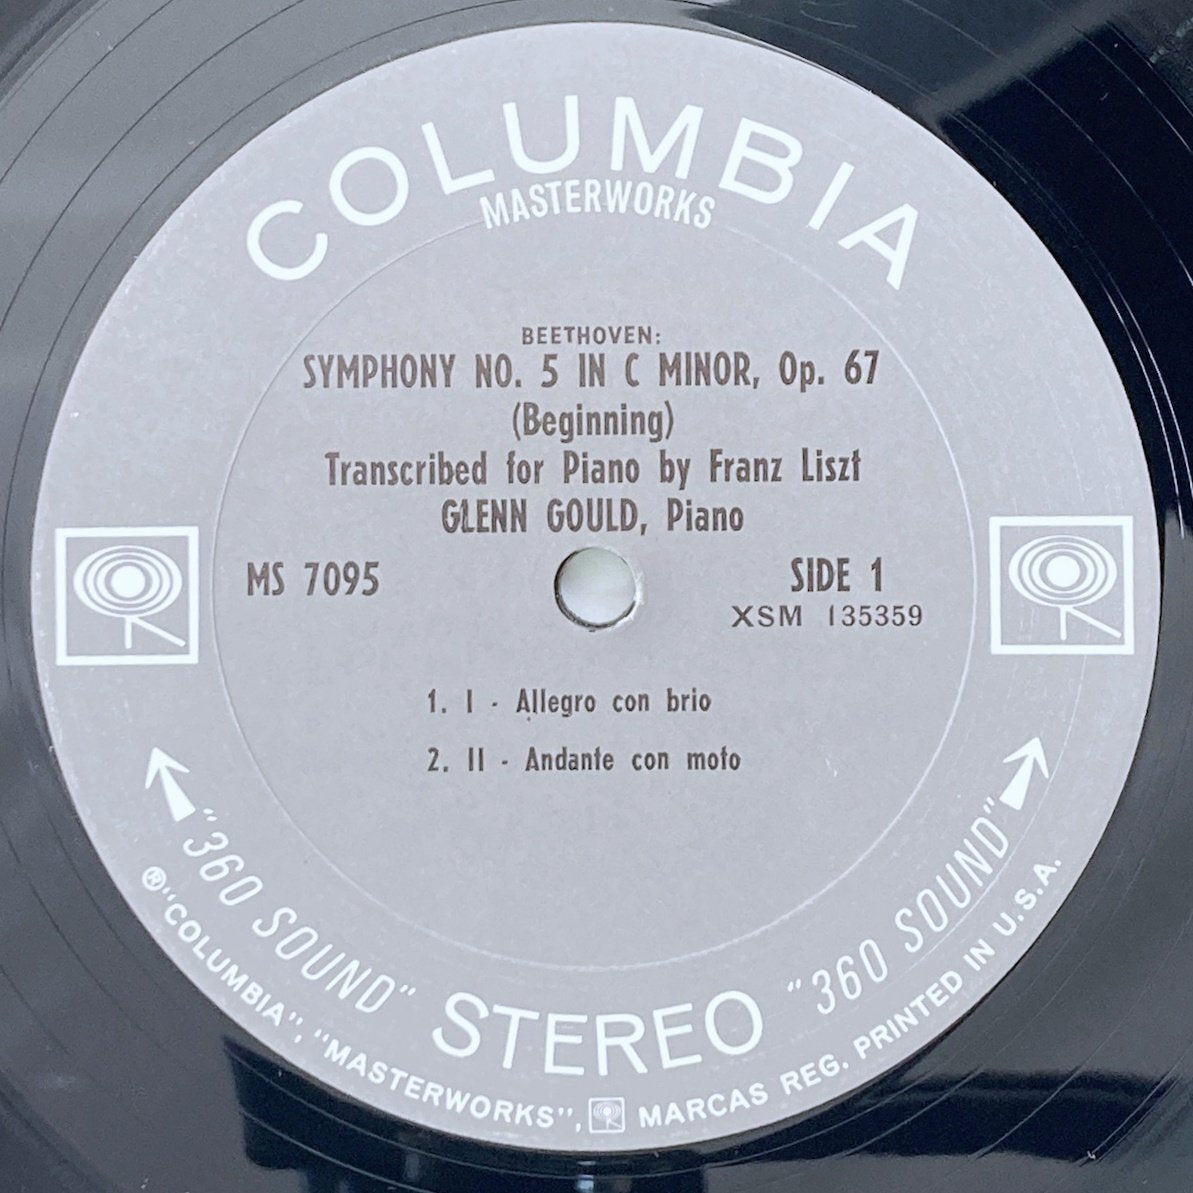 COLUMBIA
MASTERWORKS
BEETHOVEN:
SYMPHONY NO. 5 IN C MINOR, Op. 67
(Beginning)
Transcribed for Piano by Franz Liszt
GLENN GOULD, Piano
MS 7095
SIDE 1
XSM 135359
1. I - Allegro con brio
2. II - Andante con moto
"360 SOUND" STEREO "360 SOUND"
® "COLUMBIA", "MASTERWORKS", MARCAS REG. PRINTED IN U.S.A.